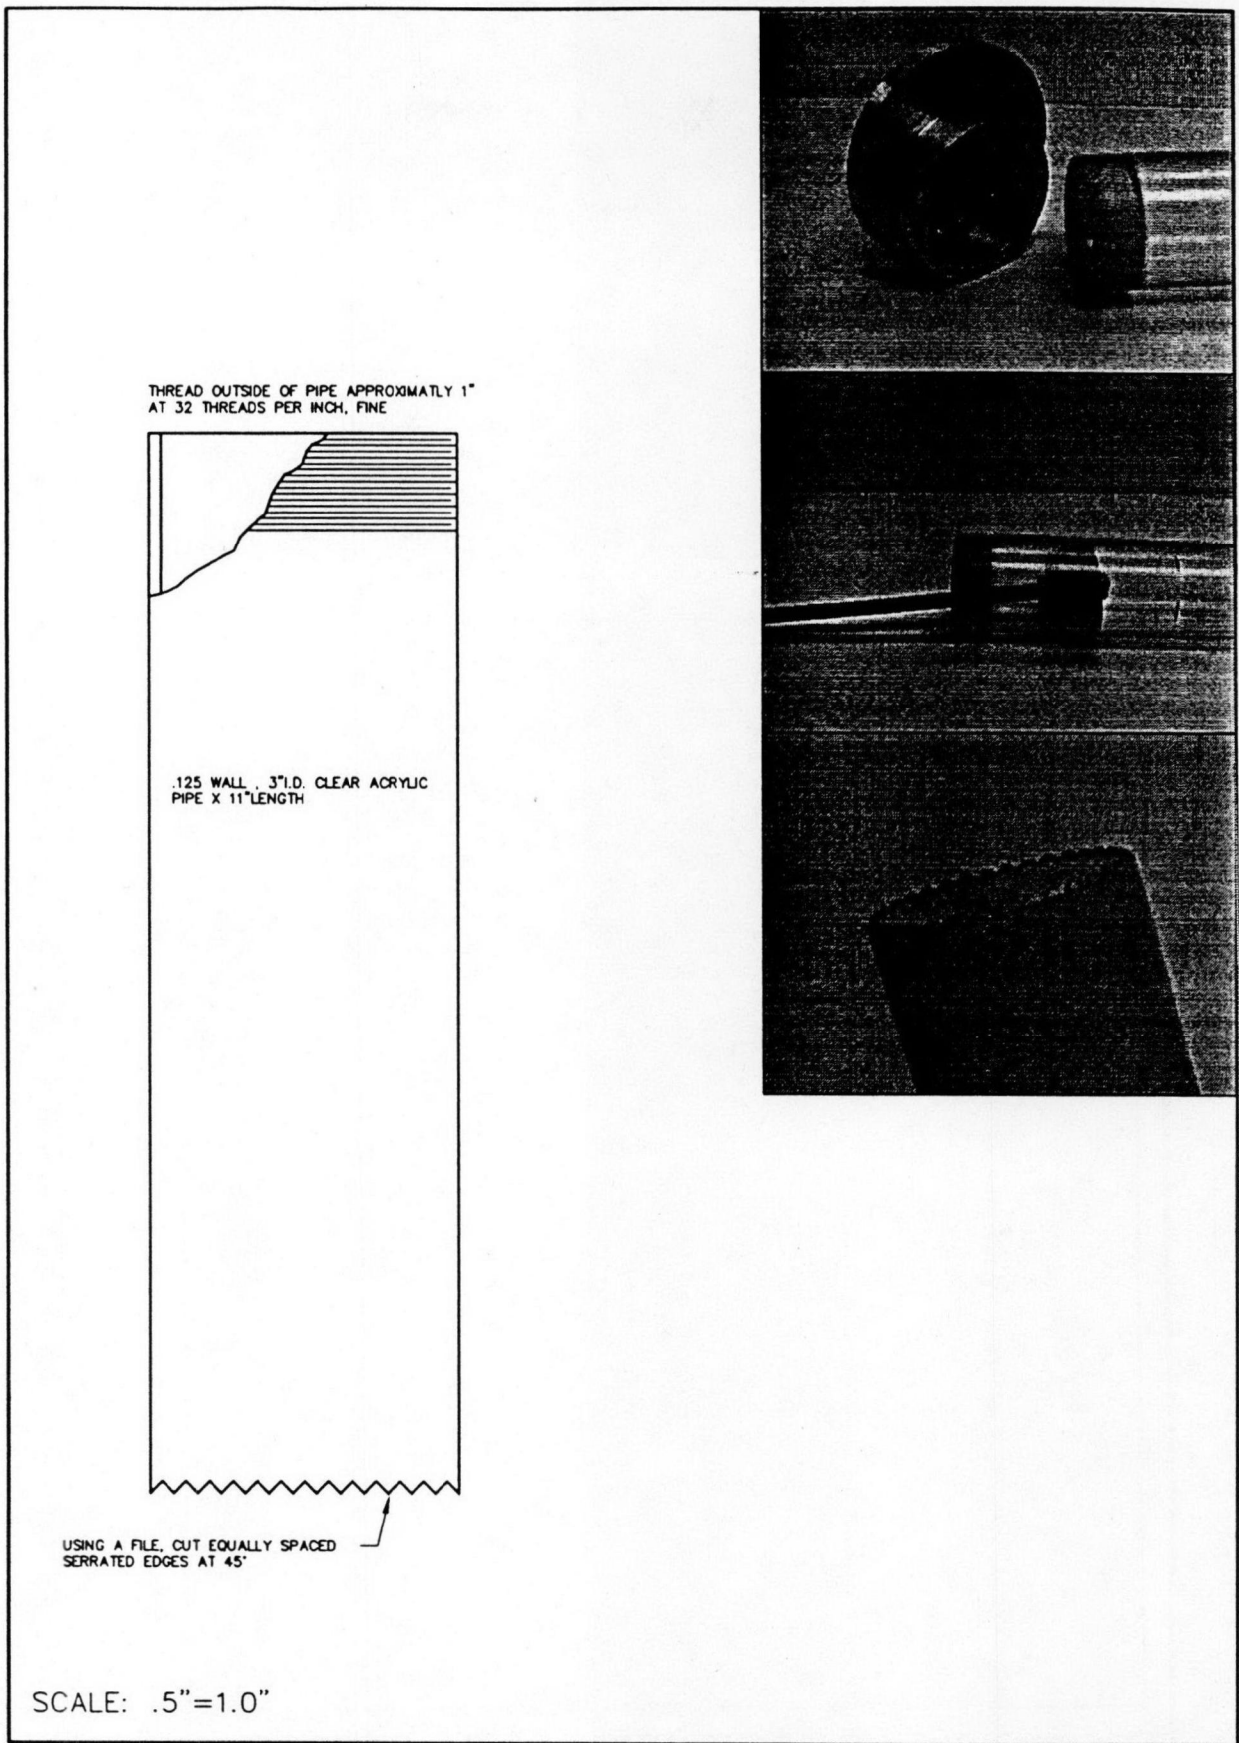 THREAD OUTSIDE OF PIPE APPROXIMATLY 1"
AT 32 THREADS PER INCH, FINE
.125 WALL , 3"I.D. CLEAR ACRYLIC
PIPE X 11"LENGTH
USING A FILE, CUT EQUALLY SPACED
SERRATED EDGES AT 45°
SCALE: .5"=1.0"